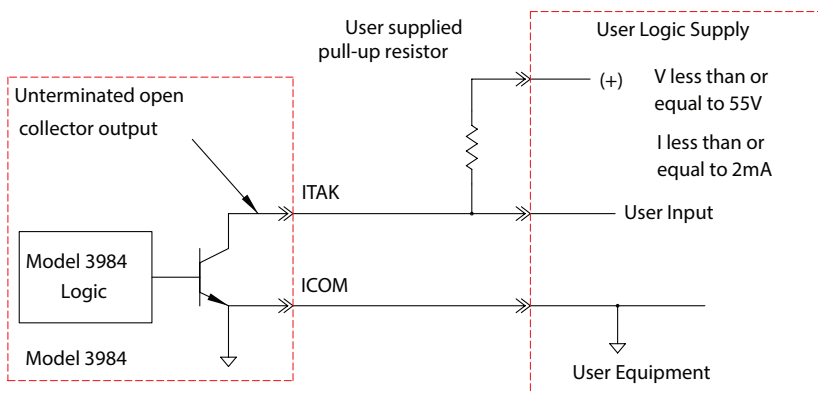 User supplied
pull-up resistor
User Logic Supply
(+)
V less than or
equal to 55V
I less than or
equal to 2mA
Unterminated open
collector output
ITAK
User Input
Model 3984
Logic
ICOM
Model 3984
User Equipment